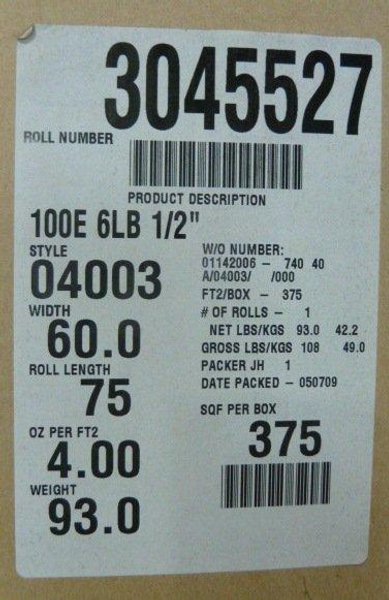 3045527
ROLL NUMBER
PRODUCT DESCRIPTION
100E 6LB 1/2"
STYLE
04003
WIDTH
60.0
ROLL LENGTH
75
OZ PER FT2
4.00
WEIGHT
93.0
W/O NUMBER:
01142006 - 740 40
A/04003/ /000
FT2/BOX - 375
# OF ROLLS - 1
NET LBS/KGS 93.0 42.2
GROSS LBS/KGS 108 49.0
PACKER JH 1
DATE PACKED - 050709
SQF PER BOX
375